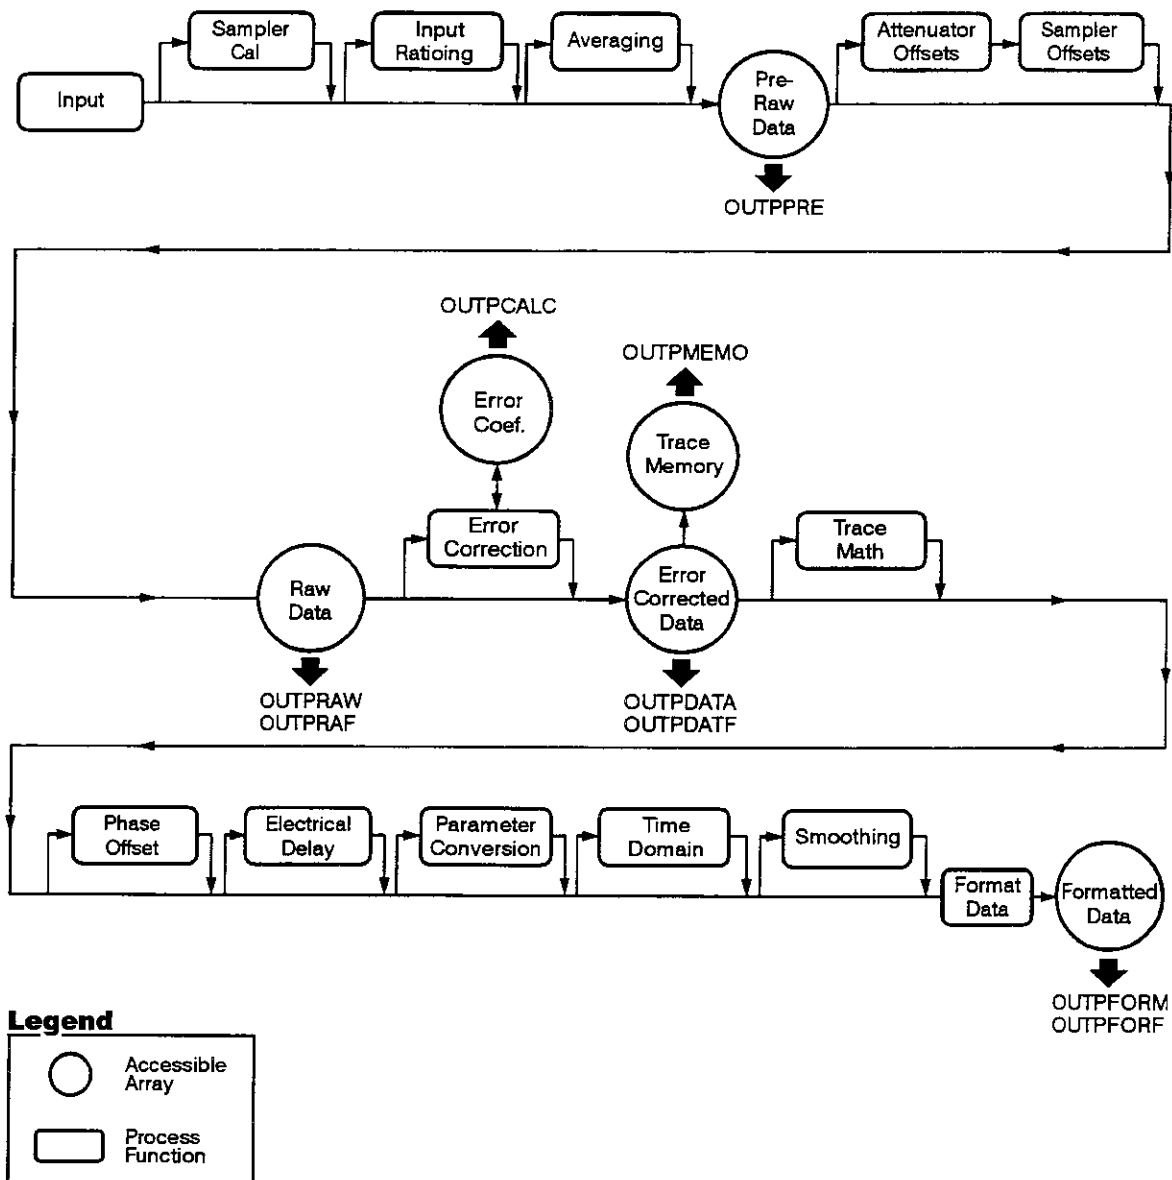 Input
Sampler
Cal
Input
Ratioing
Averaging
Pre-
Raw
Data
OUTPPRE
Attenuator
Offsets
Sampler
Offsets
OUTPCALC
Error
Coef.
OUTPMEMO
Trace
Memory
Raw
Data
OUTPRAW
OUTPRAF
Error
Correction
Error
Corrected
Data
OUTPDATA
OUTPDATF
Trace
Math
Phase
Offset
Electrical
Delay
Parameter
Conversion
Time
Domain
Smoothing
Format
Data
Formatted
Data
OUTPFORM
OUTPFORF
Legend
Accessible
Array
Process
Function